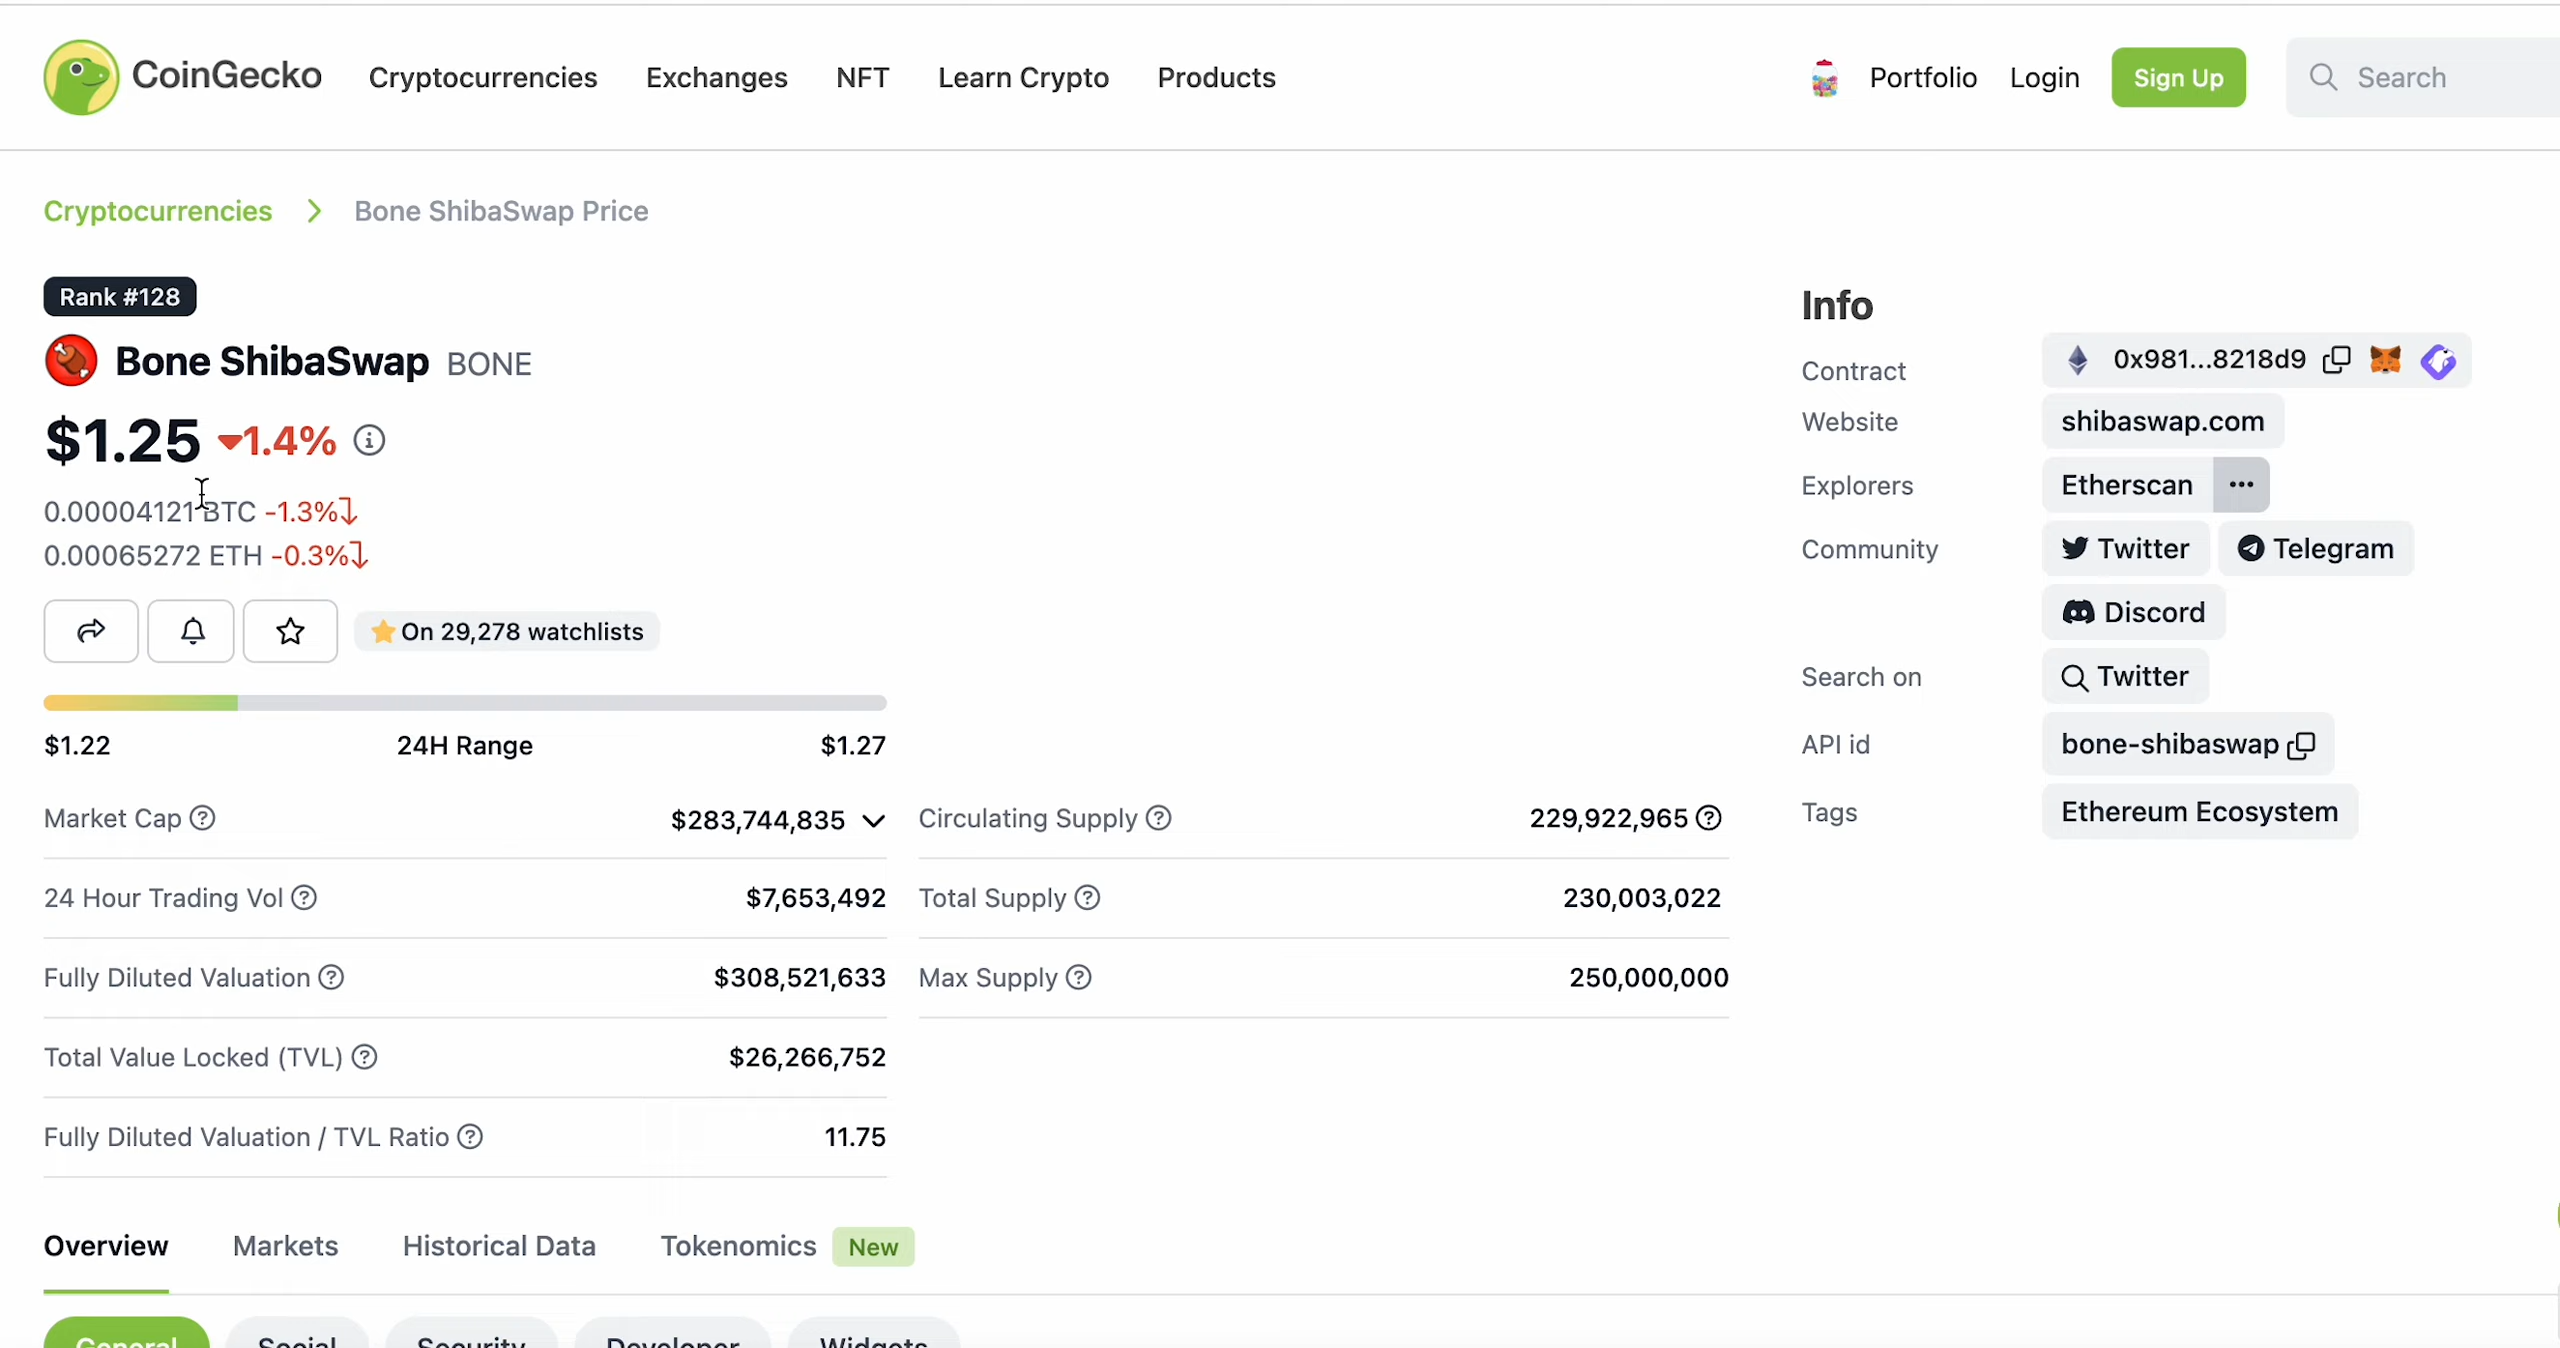 CoinGecko Cryptocurrencies Exchanges NFT Learn Crypto Products Portfolio Login Sign Up Search
Cryptocurrencies > Bone ShibaSwap Price
Rank #128
Bone ShibaSwap BONE
$1.25 1.4%
0.00004121 BTC -1.3%
0.00065272 ETH -0.3%
On 29,278 watchlists
$1.22 24H Range $1.27
Market Cap $283,744,835
24 Hour Trading Vol $7,653,492
Fully Diluted Valuation $308,521,633
Total Value Locked (TVL) $26,266,752
Fully Diluted Valuation / TVL Ratio 11.75
Circulating Supply 229,922,965
Total Supply 230,003,022
Max Supply 250,000,000
Info
Contract 0x981...8218d9
Website shibaswap.com
Explorers Etherscan ...
Community Twitter Telegram
Discord
Search on Twitter
API id bone-shibaswap
Tags Ethereum Ecosystem
Overview Markets Historical Data Tokenomics New
General Social Security Developer Widgets